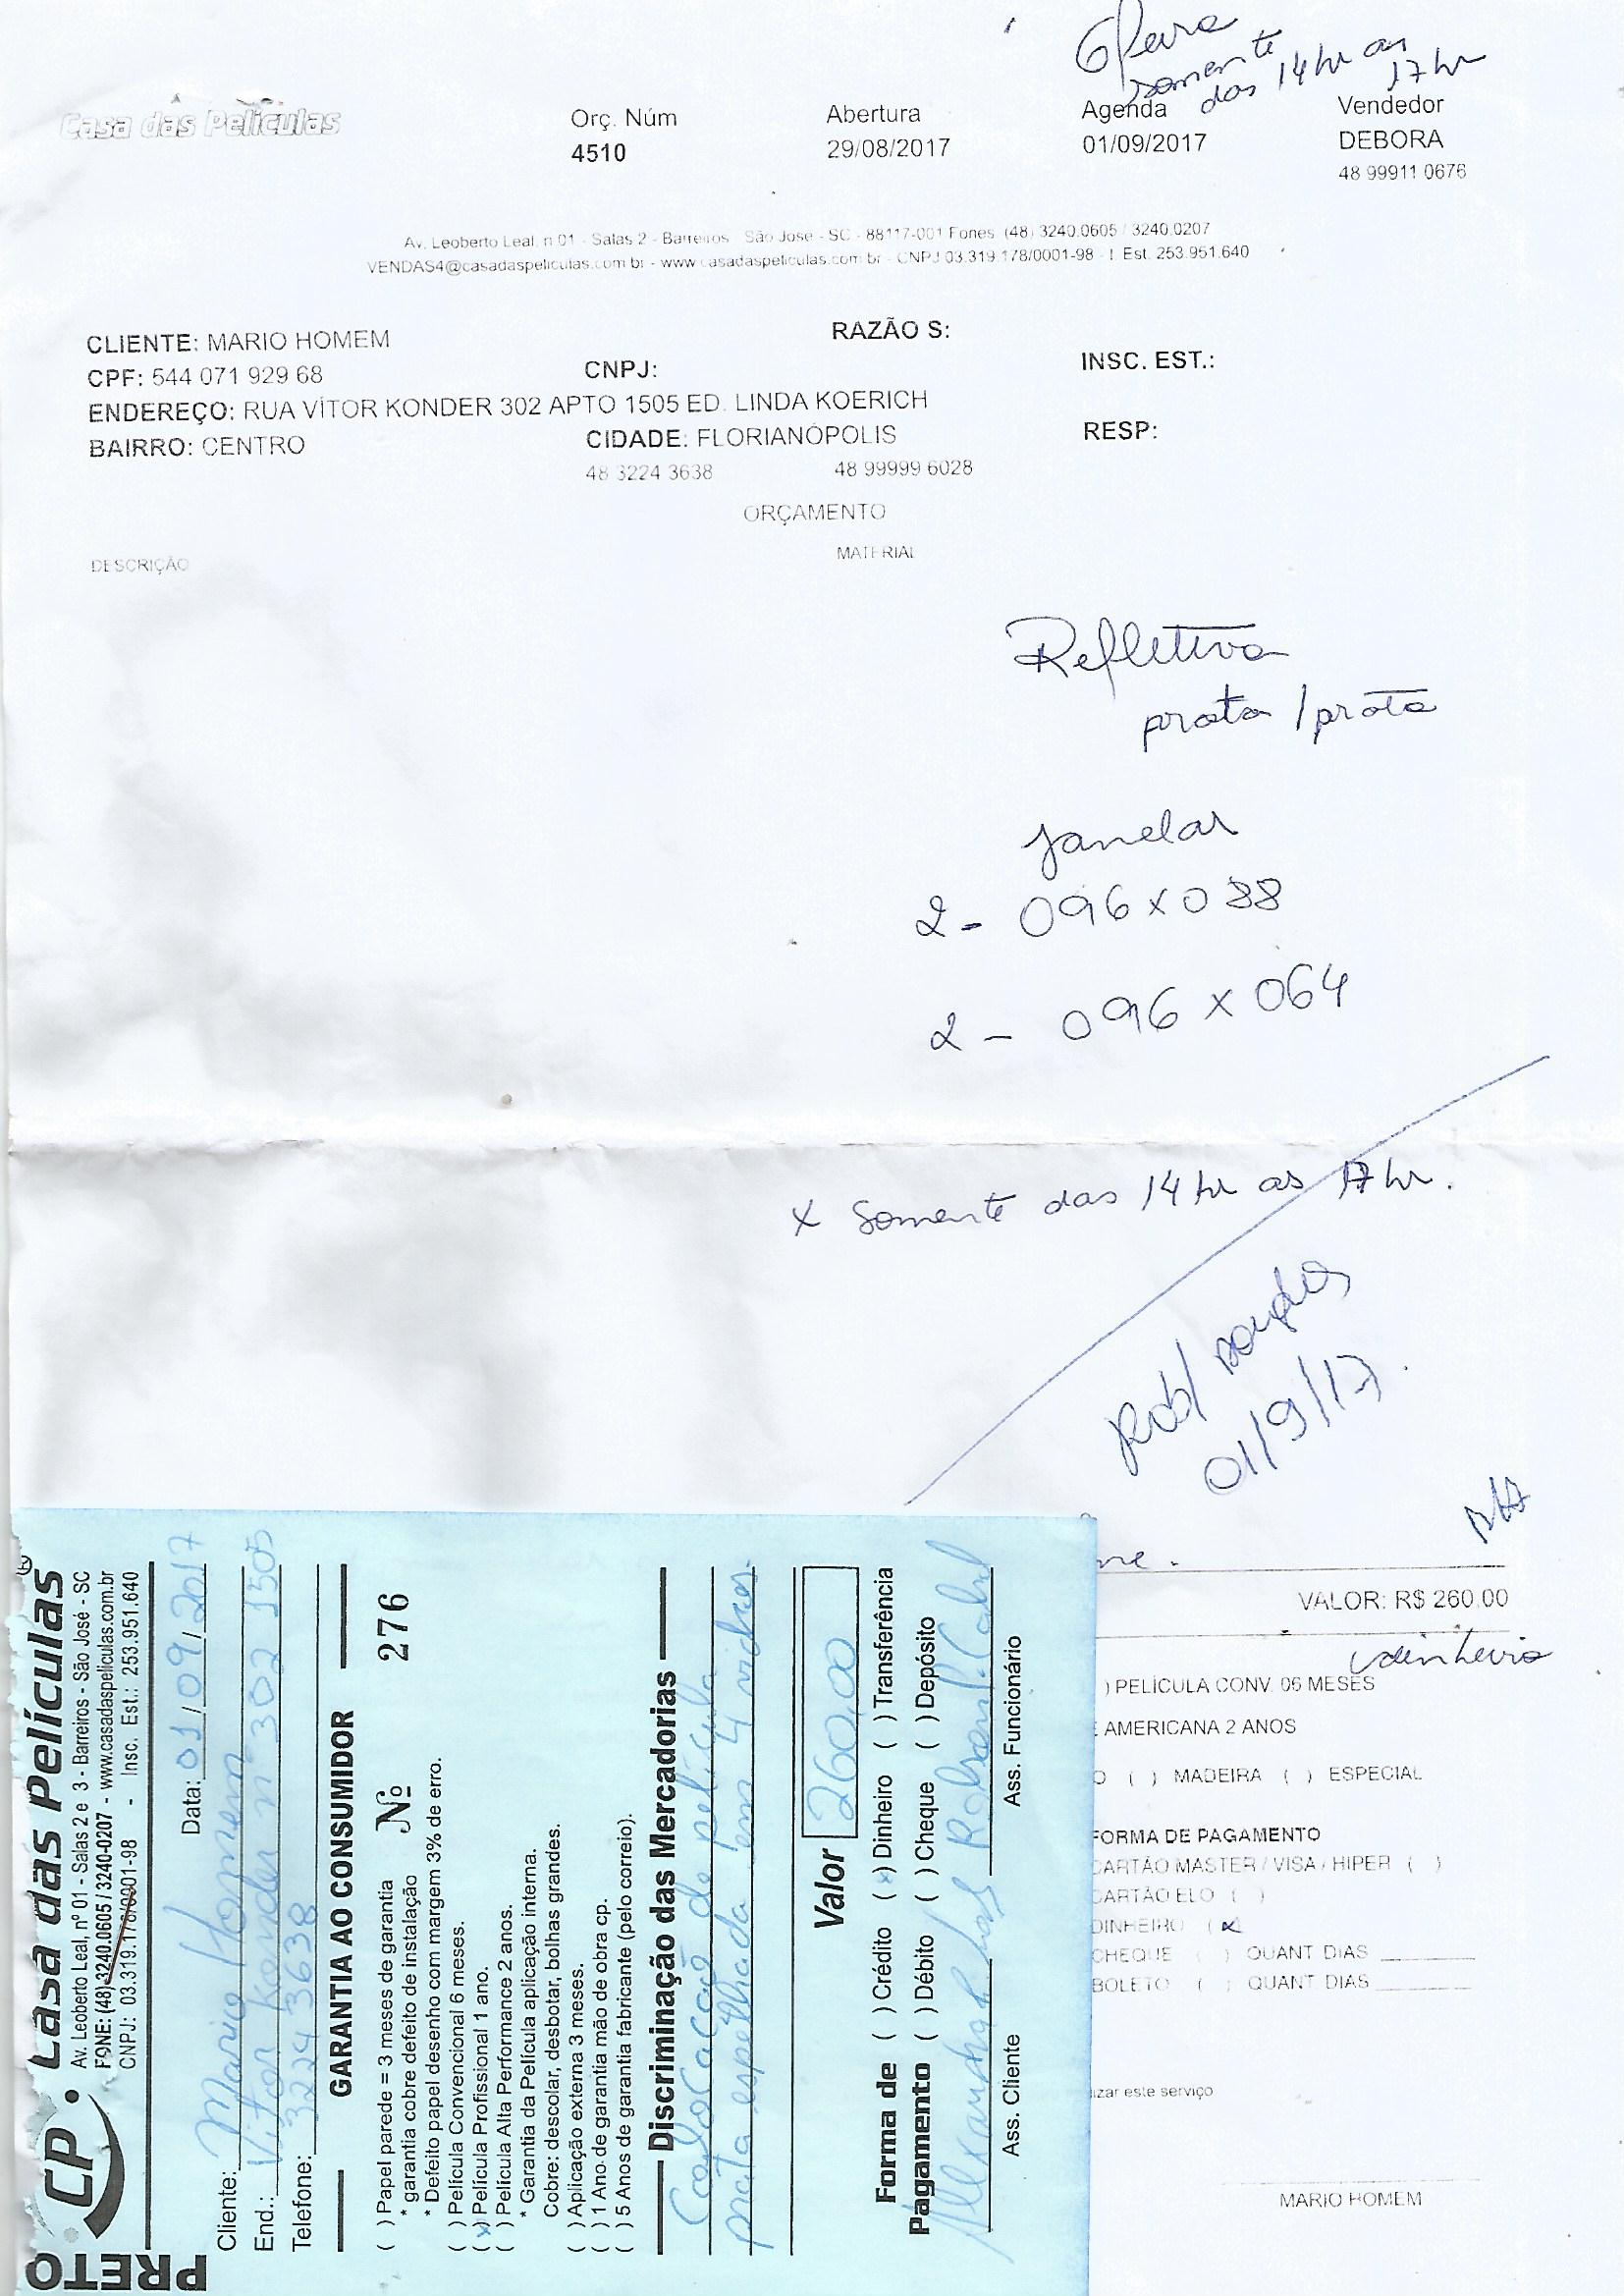 somente
das 14 hr as
17 hr
Casa das Películas
Orç. Núm
4510
Abertura
29/08/2017
Agenda
01/09/2017
Vendedor
DEBORA
48 99911 0676
Av. Leoberto Leal, n 01 - Salas 2 - Barreiros - São Jose - SC - 88117-001 Fones (48) 3240.0605 / 3240.0207
VENDAS4@casadaspeliculas.com.br - www.casadaspeliculas.com.br - CNPJ 03.319.178/0001-98 - I. Est. 253.951.640
CLIENTE: MARIO HOMEM
RAZÃO S:
CPF: 544 071 929 68
CNPJ:
INSC. EST.:
ENDEREÇO: RUA VÍTOR KONDER 302 APTO 1505 ED. LINDA KOERICH
BAIRRO: CENTRO
CIDADE: FLORIANÓPOLIS
RESP:
48 3224 3638
48 99999 6028
ORÇAMENTO
DESCRIÇÃO
MATERIAL
Refletiva
prata / prata
Janelas
2 - 096 x 088
2 - 096 x 064
x Somente das 14 hr as 17 hr.
01/9/17.
VALOR: R$ 260.00
dinheiro
) PELÍCULA CONV. 06 MESES
E AMERICANA 2 ANOS
O ( ) MADEIRA ( ) ESPECIAL
FORMA DE PAGAMENTO
CARTÃO MASTER / VISA / HIPER ( )
CARTÃO ELO ( )
DINHEIRO (x
CHEQUE ( ) QUANT DIAS
BOLETO ( ) QUANT DIAS
izar este serviço
MARIO HOMEM
PRETO
CP. Casa das Películas ®
Av. Leoberto Leal, nº 01 - Salas 2 e 3 - Barreiros - São José - SC
FONE: (48) 3240.0605 / 3240-0207 - www.casadaspeliculas.com.br
CNPJ: 03.319.178/0001-98 - Insc. Est.: 253.951.640
Data: 01/09/2017
Cliente: Mario Homem
End.: Vitor Konder nº 302 1505
Telefone: 3224 3638
GARANTIA AO CONSUMIDOR
Nº 276
( ) Papel parede = 3 meses de garantia
* garantia cobre defeito de instalação
* Defeito papel desenho com margem 3% de erro.
( ) Película Convencional 6 meses.
(x) Película Profissional 1 ano.
( ) Película Alta Performance 2 anos.
* Garantia da Película aplicação interna.
Cobre: descolar, desbotar, bolhas grandes.
( ) Aplicação externa 3 meses.
( ) 1 Ano de garantia mão de obra cp.
( ) 5 Anos de garantia fabricante (pelo correio).
Discriminação das Mercadorias
Colocação de película
prata espelhada em 4 vidros.
Valor 260,00
Forma de Pagamento
( ) Crédito (x) Dinheiro ( ) Transferência
( ) Débito ( ) Cheque ( ) Depósito
Ass. Cliente
Ass. Funcionário